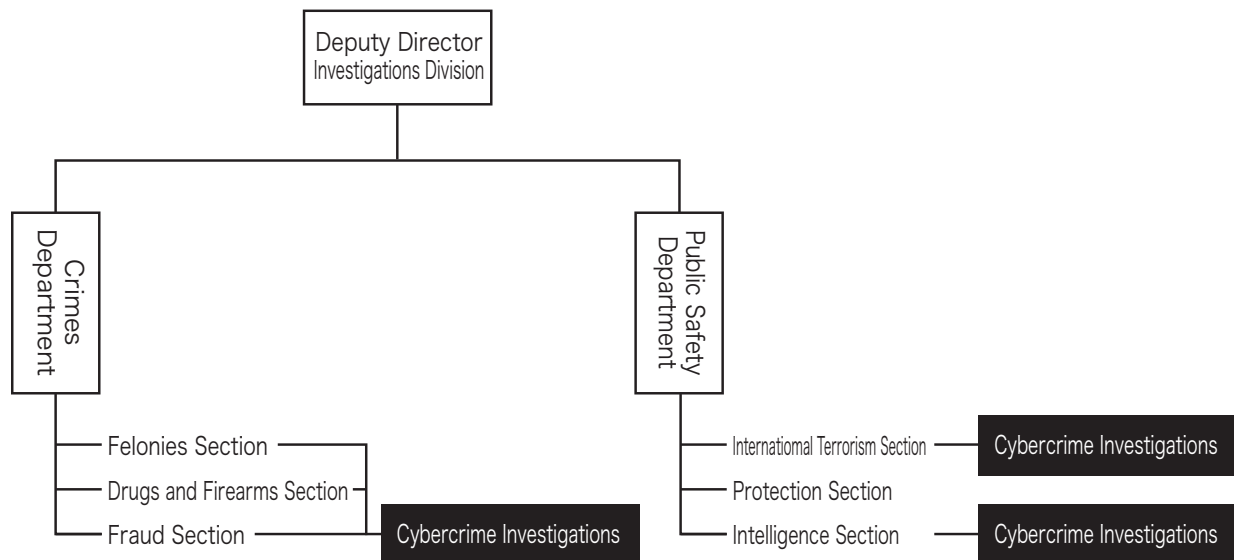 Deputy Director
Investigations Division
Crimes
Department
Public Safety
Department
Felonies Section
Drugs and Firearms Section
Fraud Section
Cybercrime Investigations
Internatiomal Terrorism Section
Cybercrime Investigations
Protection Section
Intelligence Section
Cybercrime Investigations